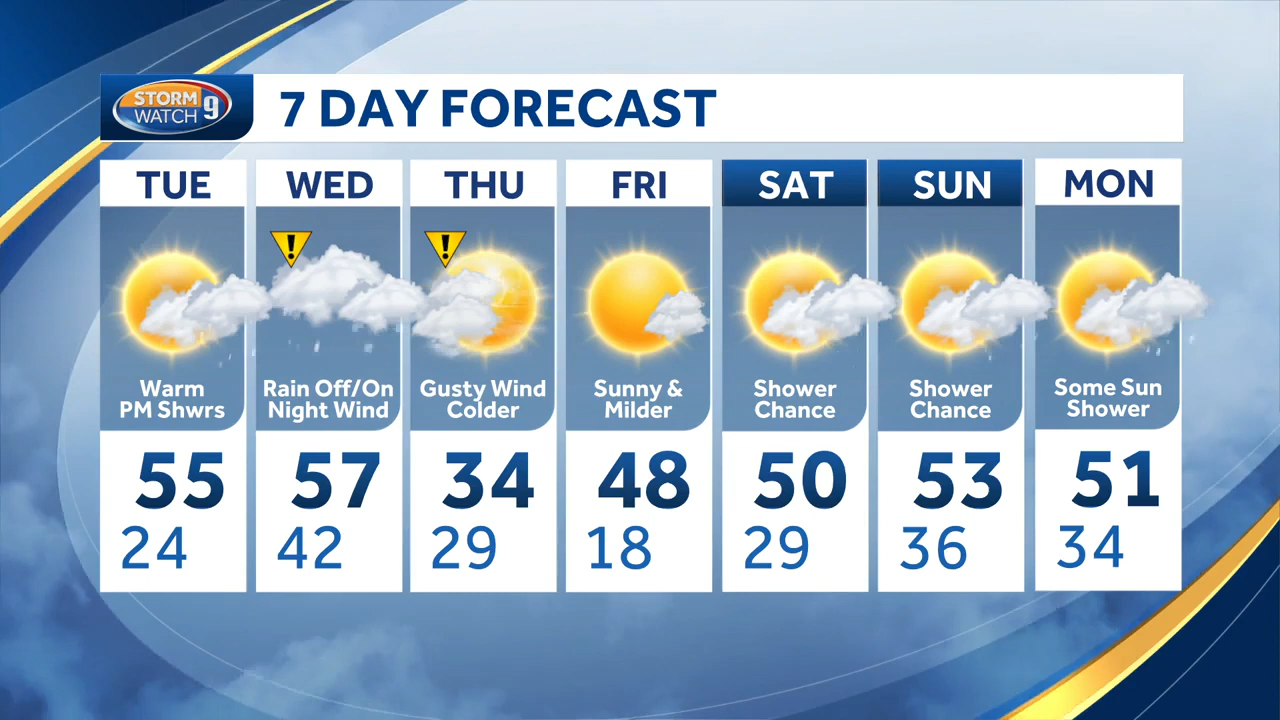 STORM
WATCH 9
7 DAY FORECAST
TUE
!
Warm
PM Shwrs
55
24
WED
!
Rain Off/On
Night Wind
57
42
THU
Gusty Wind
Colder
34
29
FRI
Sunny &
Milder
48
18
SAT
Shower
Chance
50
29
SUN
Shower
Chance
53
36
MON
Some Sun
Shower
51
34